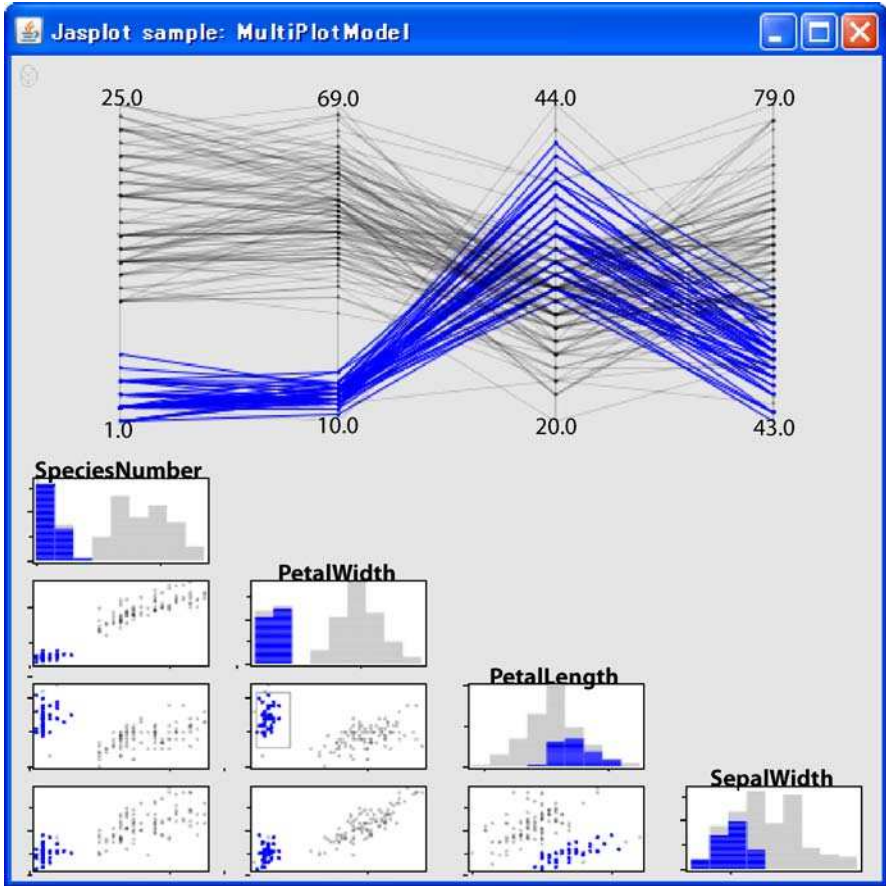 Jasplot sample: MultiPlotModel
25.0 69.0 44.0 79.0
1.0 10.0 20.0 43.0
SpeciesNumber
PetalWidth
PetalLength
SepalWidth